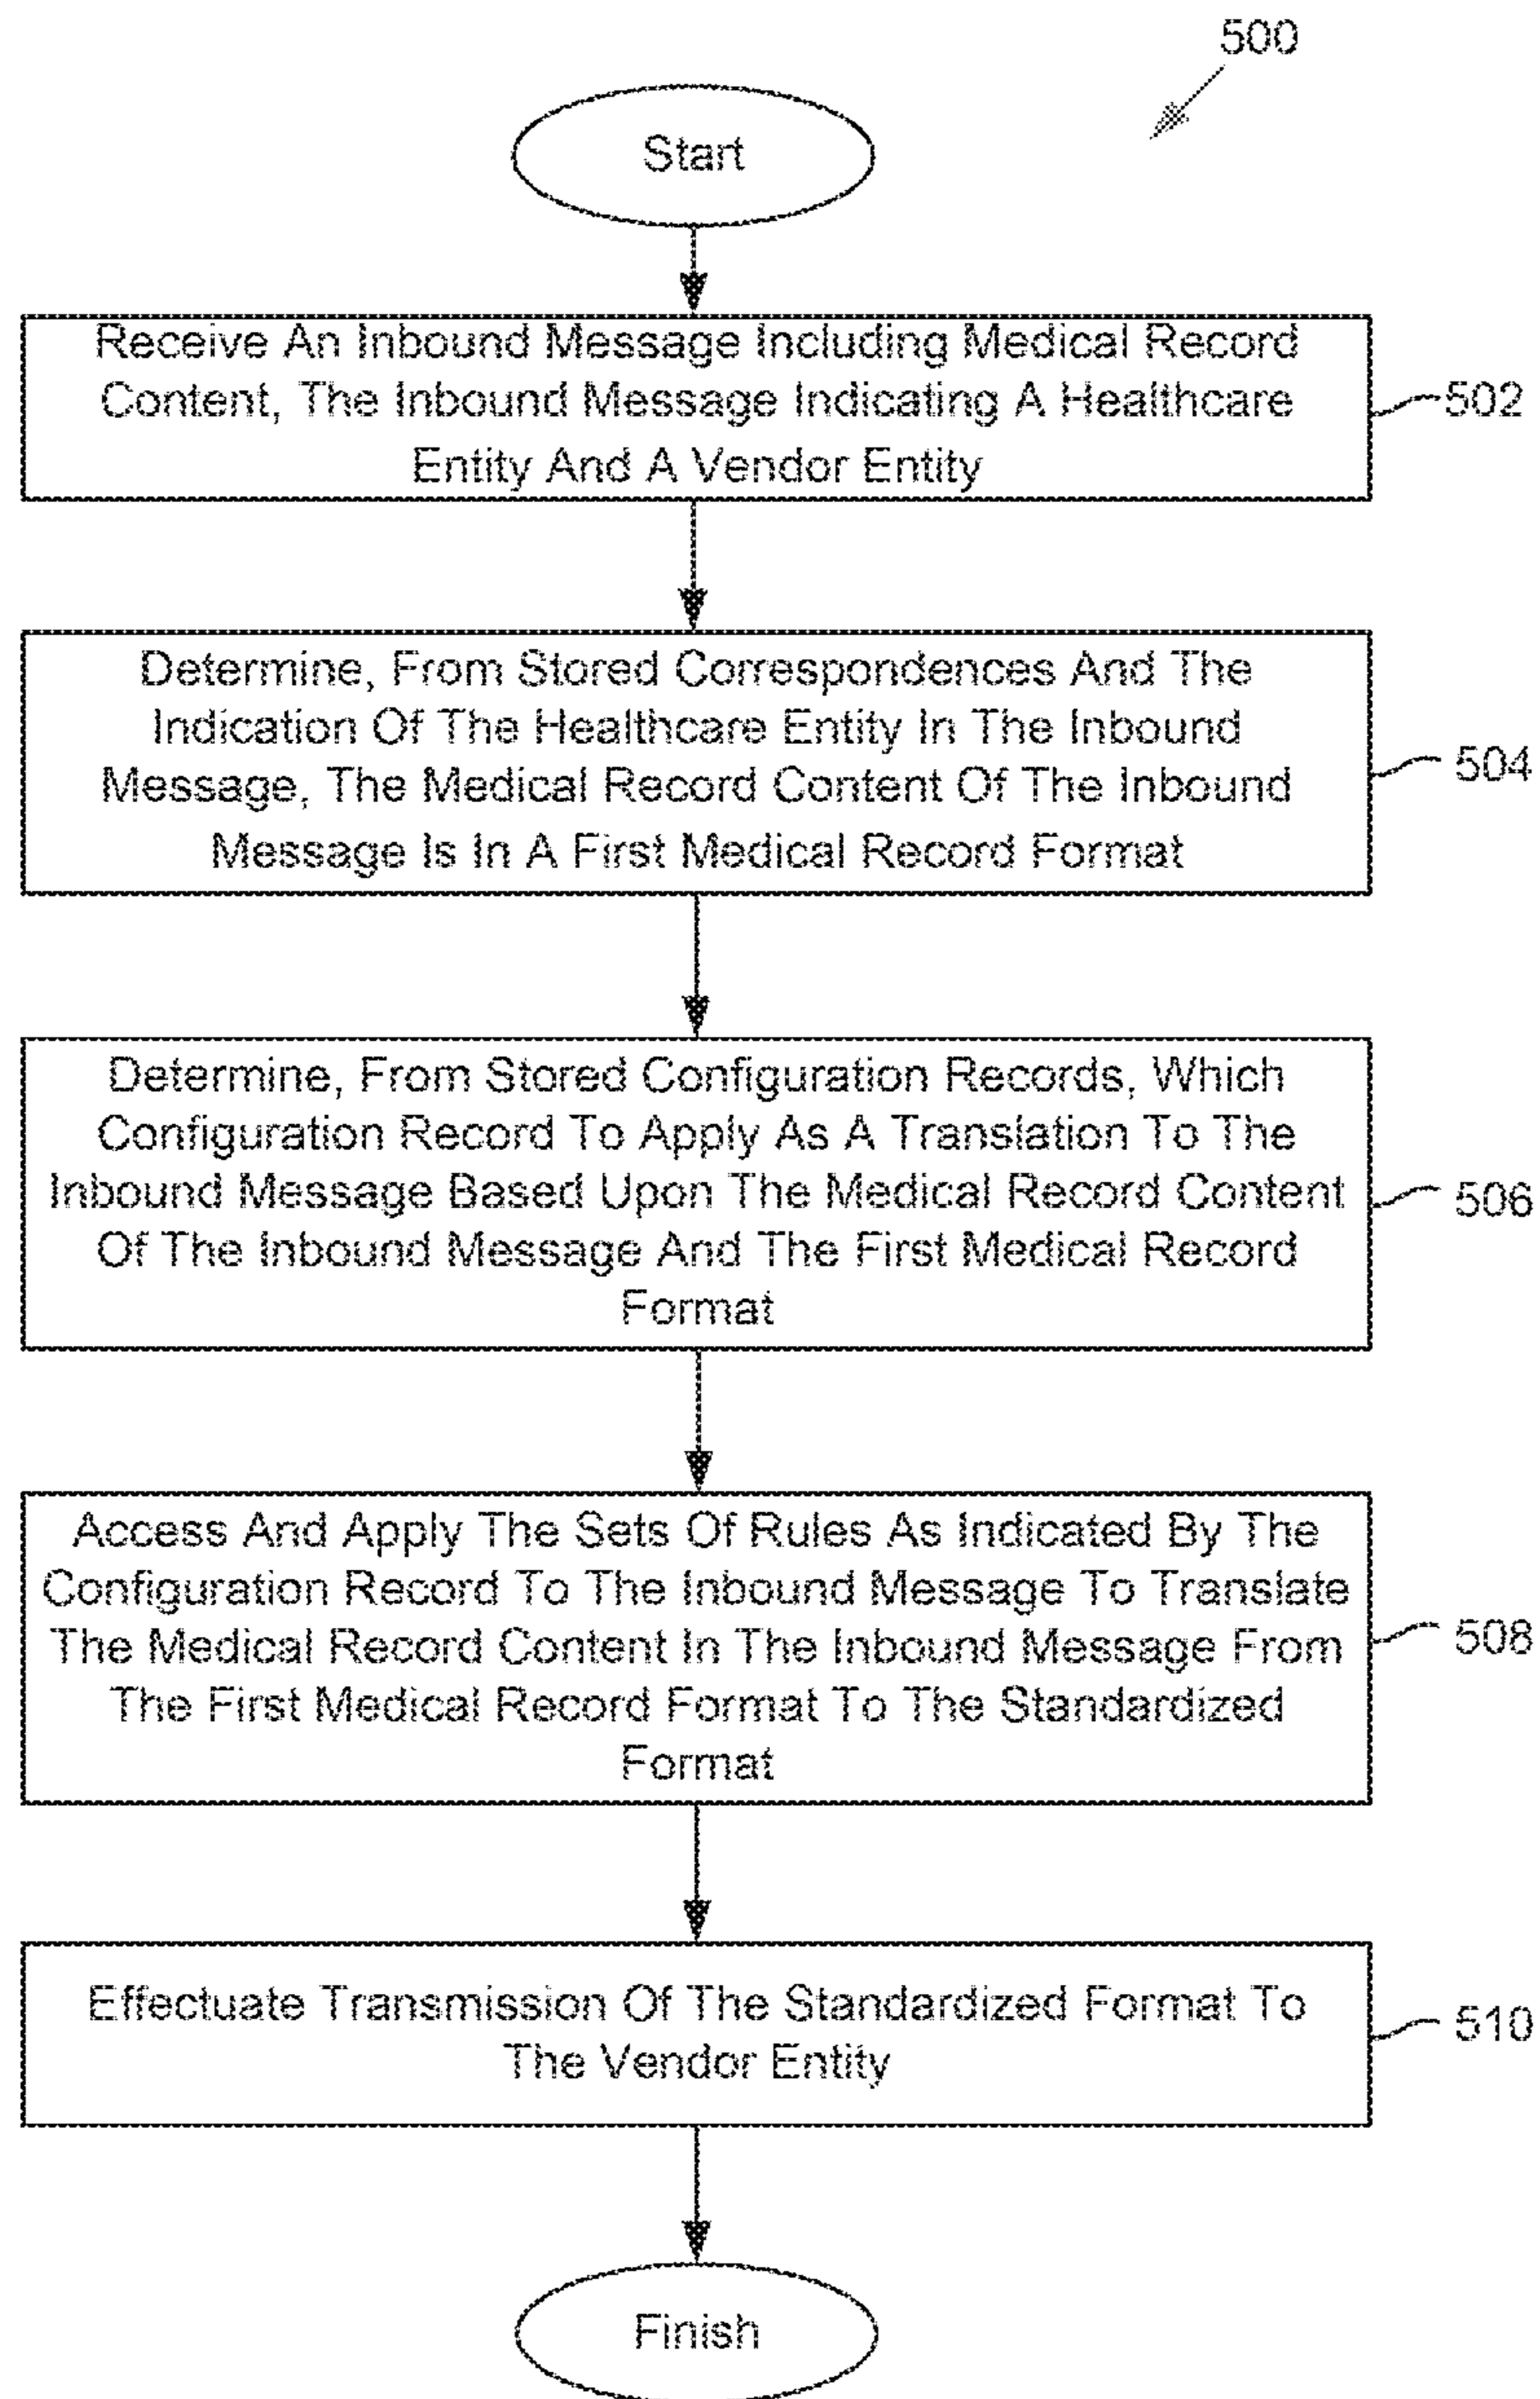 500
Start
Receive An Inbound Message Including Medical Record
Content, The Inbound Message Indicating A Healthcare
Entity And A Vendor Entity
502
Determine, From Stored Correspondences And The
Indication Of The Healthcare Entity In The Inbound
Message, The Medical Record Content Of The Inbound
Message Is In A First Medical Record Format
504
Determine, From Stored Configuration Records, Which
Configuration Record To Apply As A Translation To The
Inbound Message Based Upon The Medical Record Content
Of The Inbound Message And The First Medical Record
Format
506
Access And Apply The Sets Of Rules As Indicated By The
Configuration Record To The Inbound Message To Translate
The Medical Record Content In The Inbound Message From
The First Medical Record Format To The Standardized
Format
508
Effectuate Transmission Of The Standardized Format To
The Vendor Entity
510
Finish